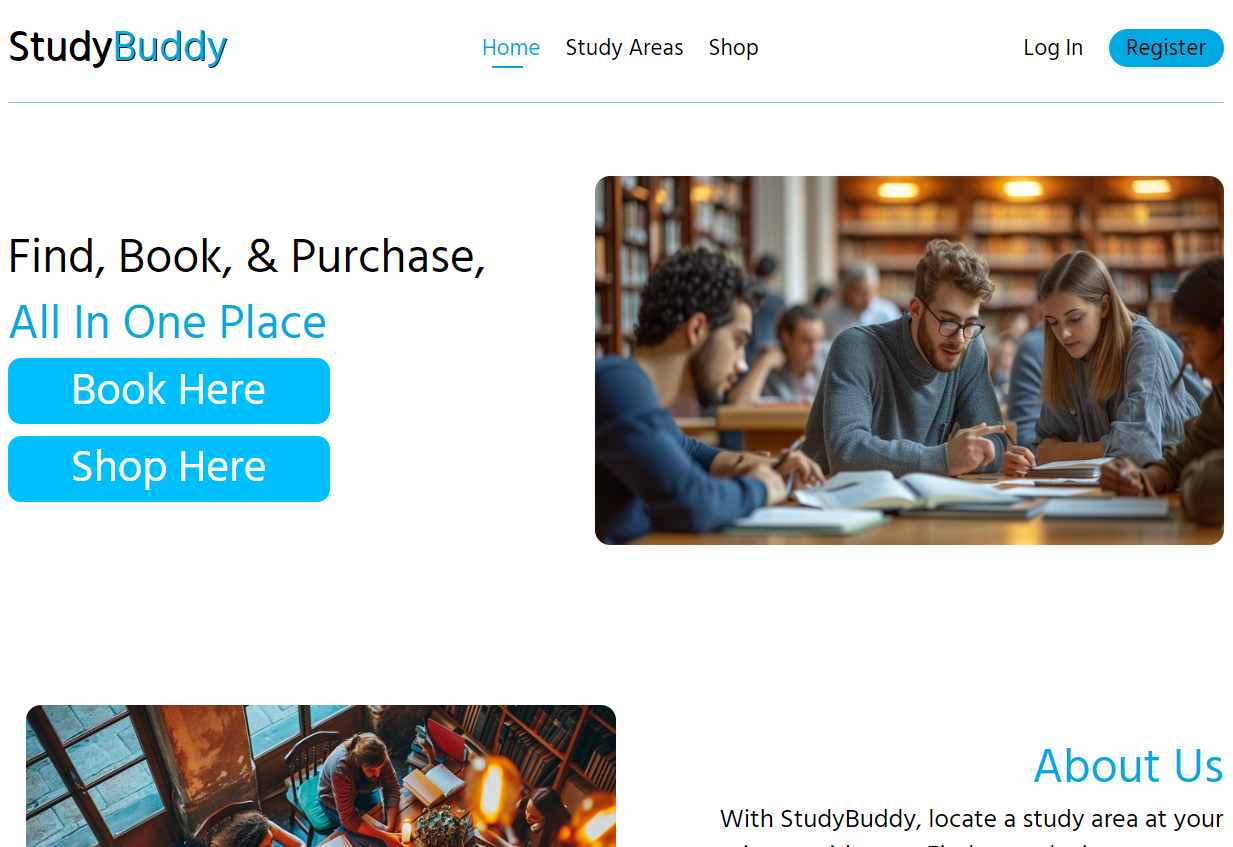 StudyBuddy
Home Study Areas Shop
Log In Register
Find, Book, & Purchase,
All In One Place
Book Here
Shop Here
About Us
With StudyBuddy, locate a study area at your